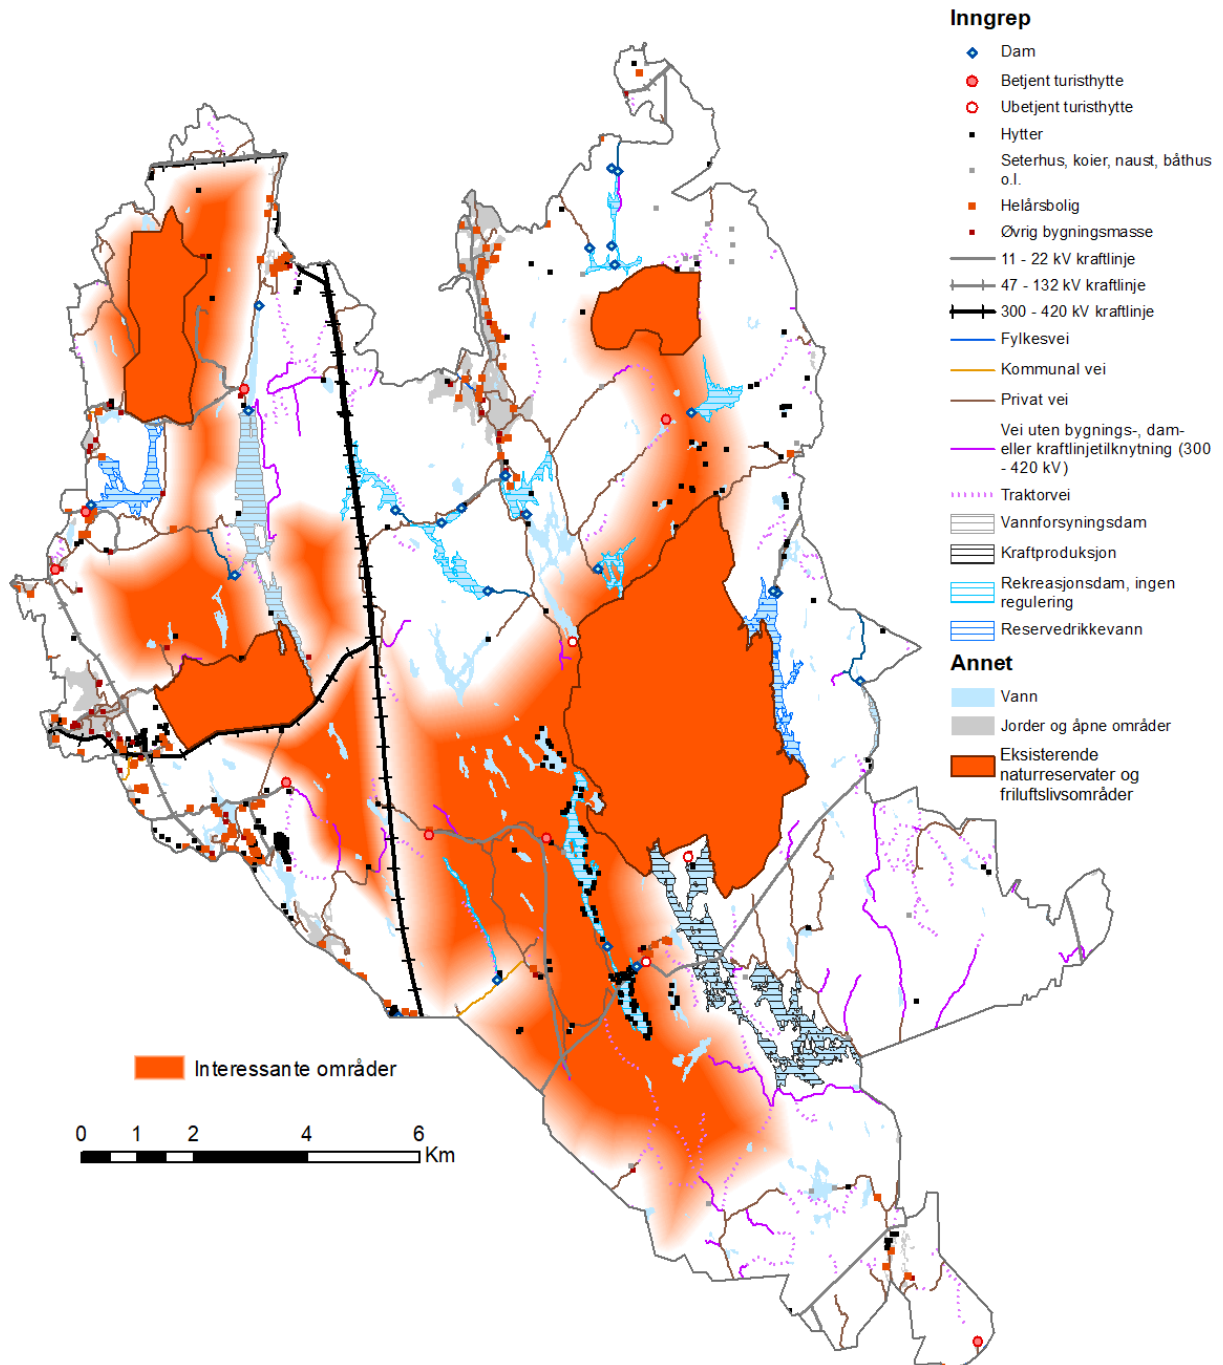 Inngrep
Dam
Betjent turisthytte
Ubetjent turisthytte
Hytter
Seterhus, koier, naust, båthus
o.l.
Helårsbolig
Øvrig bygningsmasse
11 - 22 kV kraftlinje
47 - 132 kV kraftlinje
300 - 420 kV kraftlinje
Fylkesvei
Kommunal vei
Privat vei
Vei uten bygnings-, dam-
eller kraftlinjetilknytning (300
- 420 kV)
Traktorvei
Vannforsyningsdam
Kraftproduksjon
Rekreasjonsdam, ingen
regulering
Reservedrikkevann
Annet
Vann
Jorder og åpne områder
Eksisterende
naturreservater og
friluftslivsområder
Interessante områder
0 1 2 4 6
Km